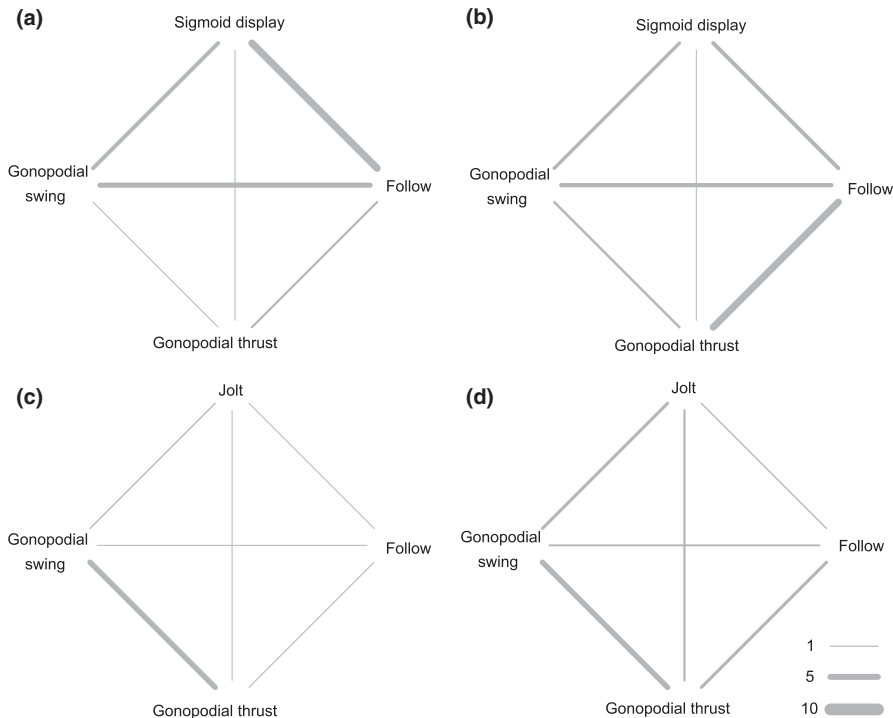 (a)
Sigmoid display
Gonopodial
swing
Follow
Gonopodial thrust
(b)
Sigmoid display
Gonopodial
swing
Follow
Gonopodial thrust
(c)
Jolt
Gonopodial
swing
Follow
Gonopodial thrust
(d)
Jolt
Gonopodial
swing
Follow
Gonopodial thrust
1
5
10